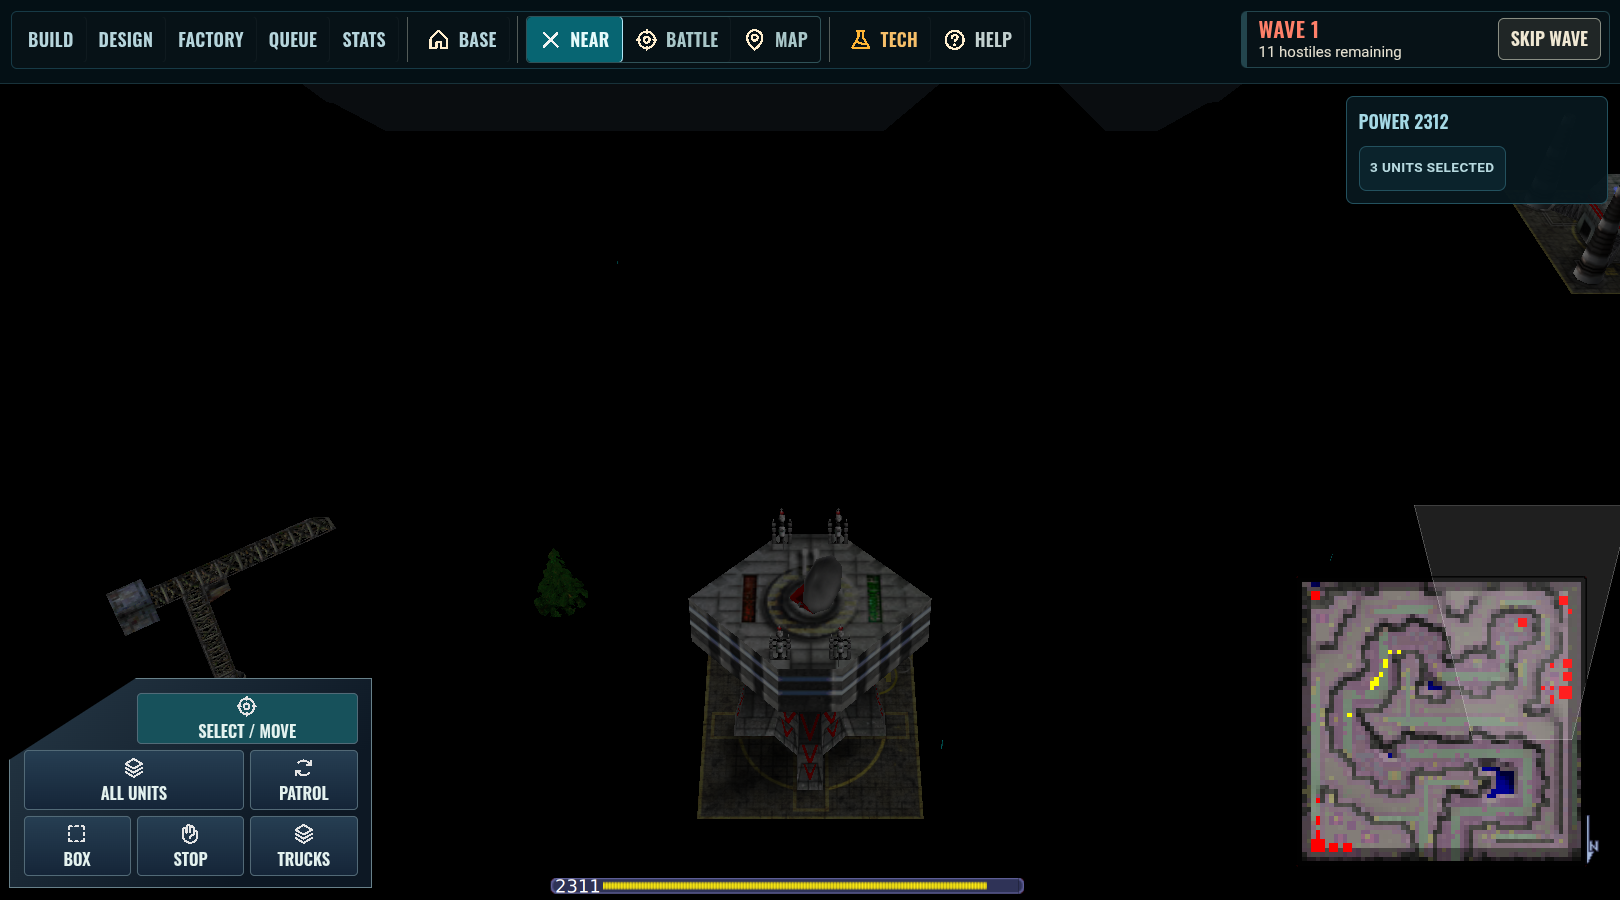 BUILD DESIGN FACTORY QUEUE STATS BASE NEAR BATTLE MAP TECH HELP
WAVE 1
11 hostiles remaining
SKIP WAVE
POWER 2312
3 UNITS SELECTED
SELECT / MOVE
ALL UNITS PATROL
BOX STOP TRUCKS
2311
N